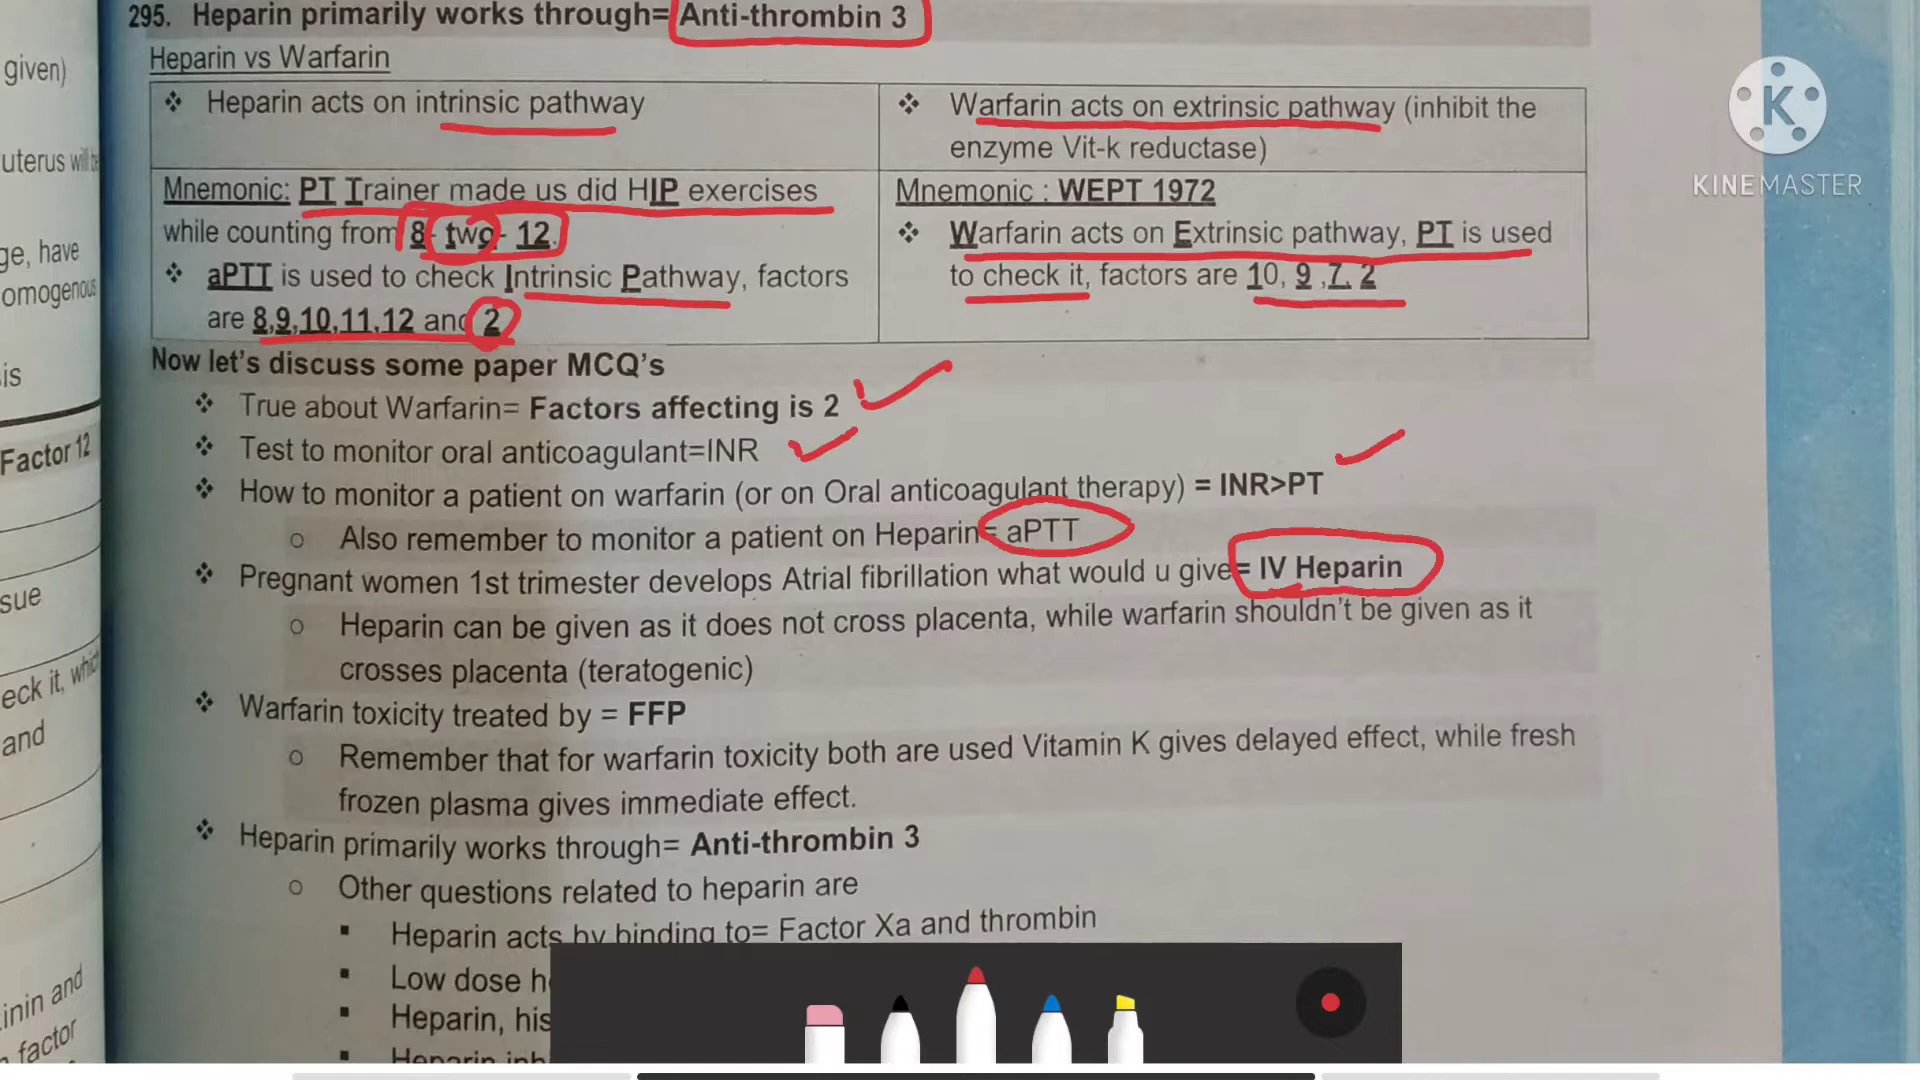 295. Heparin primarily works through= Anti-thrombin 3
Heparin vs Warfarin
❖ Heparin acts on intrinsic pathway
❖ Warfarin acts on extrinsic pathway (inhibit the
enzyme Vit-k reductase)
Mnemonic: PT Trainer made us did HIP exercises
while counting from 8- two- 12.
❖ aPTT is used to check Intrinsic Pathway, factors
are 8,9,10,11,12 and 2
Mnemonic : WEPT 1972
❖ Warfarin acts on Extrinsic pathway, PT is used
to check it, factors are 10, 9 ,7, 2
Now let's discuss some paper MCQ's
❖ True about Warfarin= Factors affecting is 2
❖ Test to monitor oral anticoagulant=INR
❖ How to monitor a patient on warfarin (or on Oral anticoagulant therapy) = INR>PT
o Also remember to monitor a patient on Heparin= aPTT
❖ Pregnant women 1st trimester develops Atrial fibrillation what would u give= IV Heparin
o Heparin can be given as it does not cross placenta, while warfarin shouldn't be given as it
crosses placenta (teratogenic)
❖ Warfarin toxicity treated by = FFP
o Remember that for warfarin toxicity both are used Vitamin K gives delayed effect, while fresh
frozen plasma gives immediate effect.
❖ Heparin primarily works through= Anti-thrombin 3
o Other questions related to heparin are
▪ Heparin acts by binding to= Factor Xa and thrombin
▪ Low dose h
▪ Heparin, his
▪ Heparin inh
given)
uterus will be
ge, have
omogenous
is
Factor 12
sue
eck it, which
and
inin and
factor
K
KINEMASTER